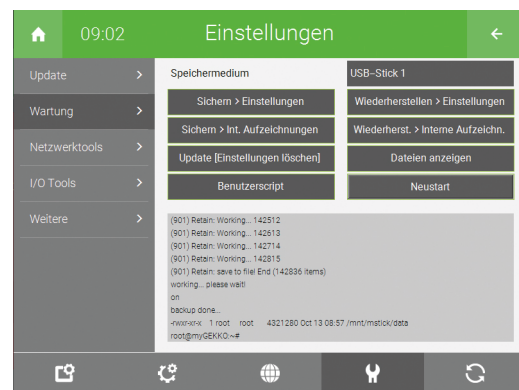 09:02 Einstellungen
Update
Wartung
Netzwerktools
I/O Tools
Weitere
Speichermedium USB-Stick 1
Sichern > Einstellungen Wiederherstellen > Einstellungen
Sichern > Int. Aufzeichnungen Wiederherst. > Interne Aufzeichn.
Update [Einstellungen löschen] Dateien anzeigen
Benutzerscript Neustart
(901) Retain: Working... 142512
(901) Retain: Working... 142613
(901) Retain: Working... 142714
(901) Retain: Working... 142815
(901) Retain: save to file! End (142836 items)
working... please wait!
on
backup done...
-rwxr-xr-x 1 root root 4321280 Oct 13 08:57 /mnt/mstick/data
root@myGEKKO:~#